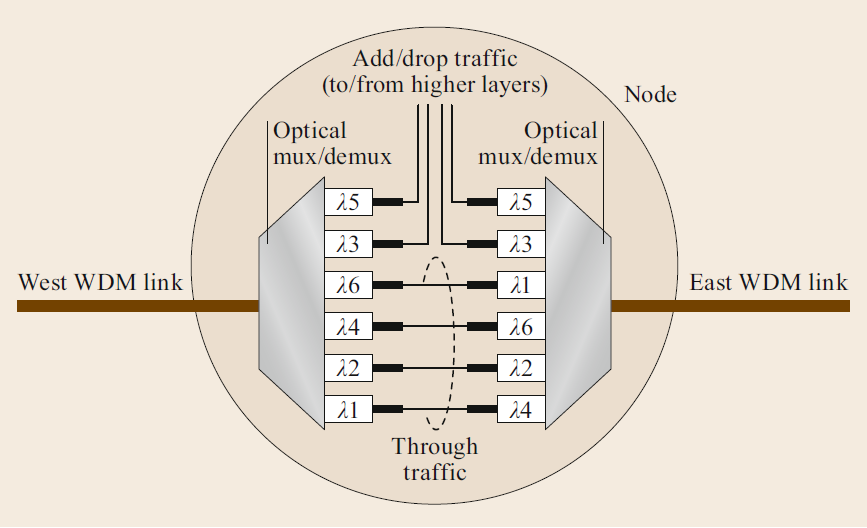 Add/drop traffic
(to/from higher layers)
Node
Optical
mux/demux
Optical
mux/demux
λ5
λ3
λ6
λ4
λ2
λ1
λ5
λ3
λ1
λ6
λ2
λ4
West WDM link
East WDM link
Through
traffic